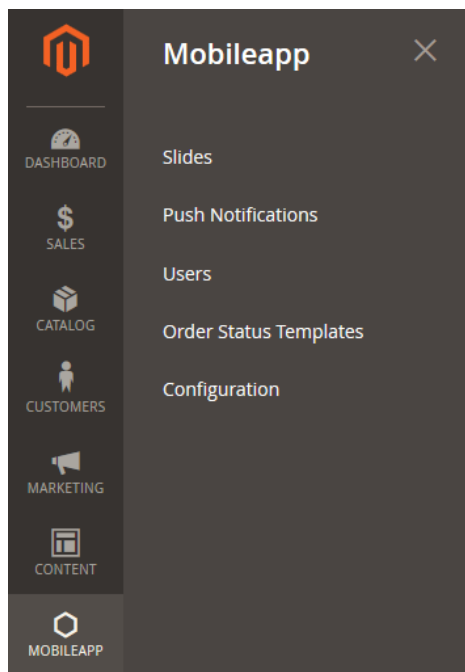 Mobileapp
DASHBOARD
SALES
CATALOG
CUSTOMERS
MARKETING
CONTENT
MOBILEAPP
Slides
Push Notifications
Users
Order Status Templates
Configuration